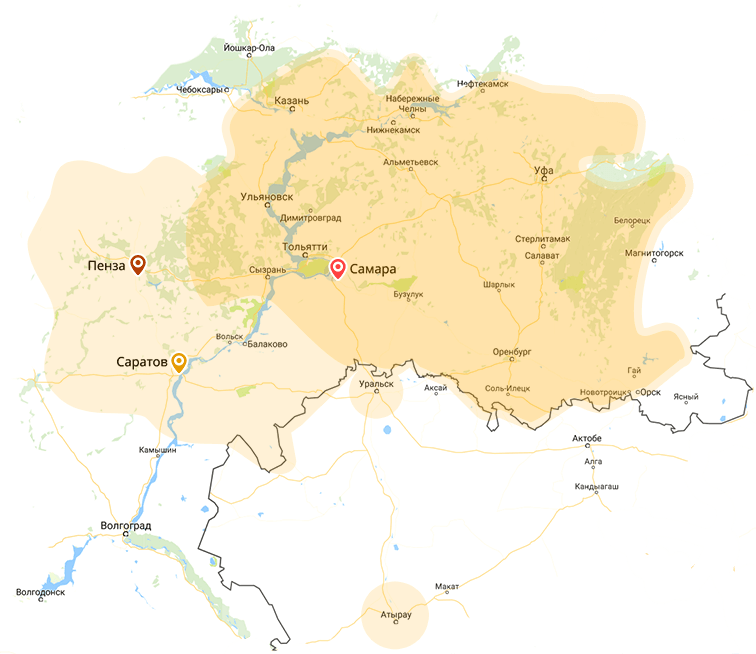 Йошкар-Ола
Чебоксары
Нефтекамск
Казань
Набережные
Челны
Нижнекамск
Альметьевск
Уфа
Ульяновск
Димитровград
Белорецк
Тольятти
Стерлитамак
Салават
Магнитогорск
Пенза
Сызрань
Самара
Бузулук
Шарлык
Вольск
Балаково
Саратов
Оренбург
Гай
Уральск
Аксай
Соль-Илецк
Новотроицк
Орск
Ясный
Камышин
Актобе
Алга
Кандыагаш
Волгоград
Волгодонск
Макат
Атырау